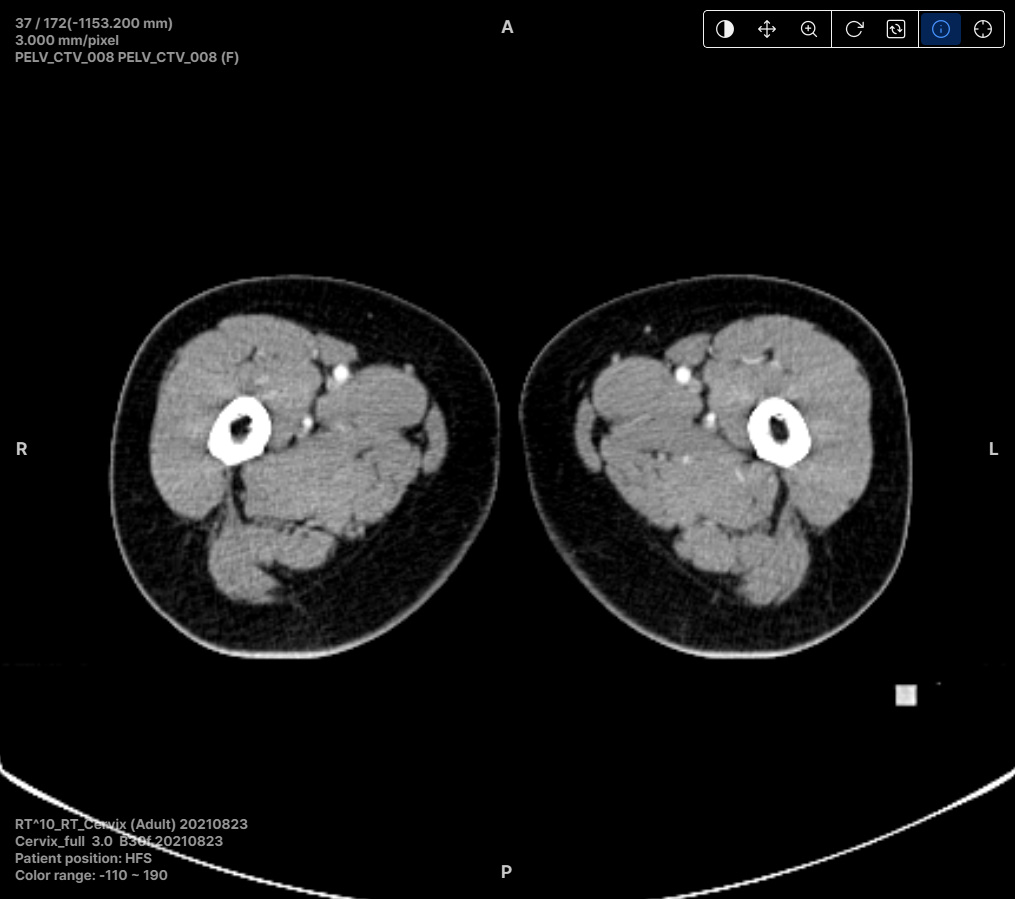 37 / 172(-1153.200 mm)
3.000 mm/pixel
PELV_CTV_008 PELV_CTV_008 (F)
A
R
L
RT^10_RT_Cervix (Adult) 20210823
Cervix_full 3.0 B30f 20210823
Patient position: HFS
Color range: -110 ~ 190
P